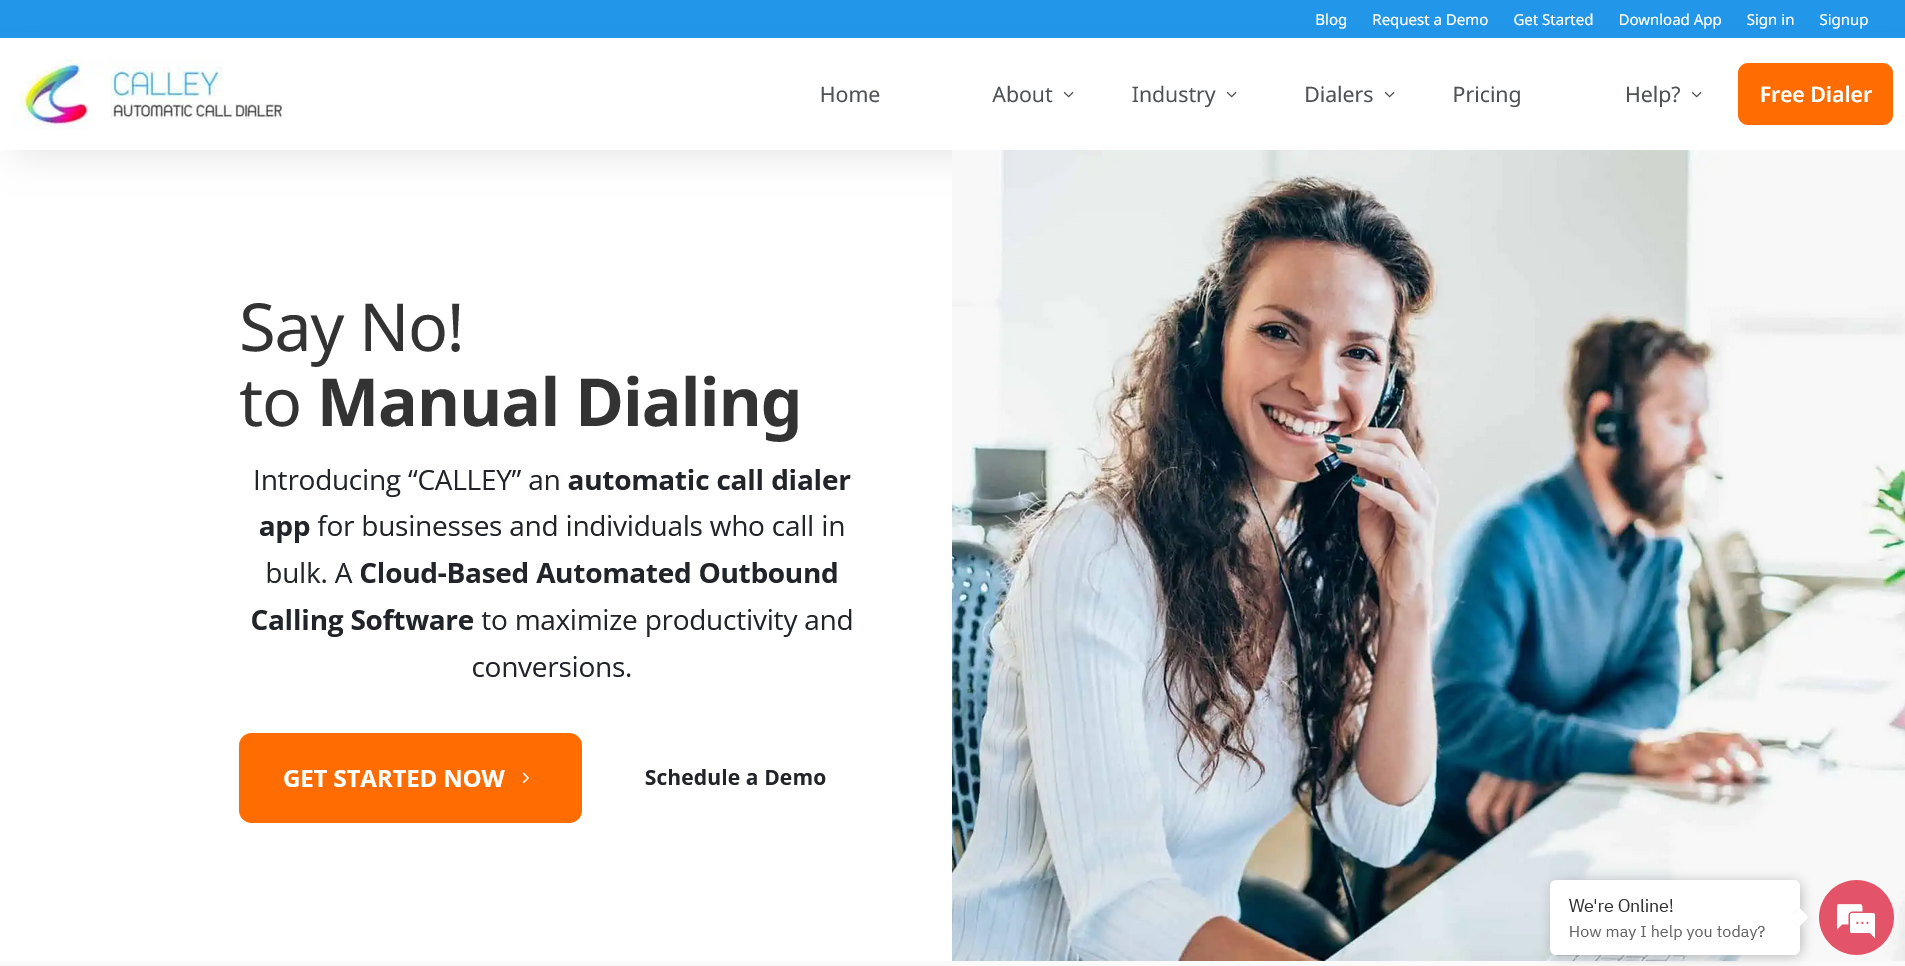 Blog Request a Demo Get Started Download App Sign in Signup
CALLEY
AUTOMATIC CALL DIALER
Home About Industry Dialers Pricing Help? Free Dialer
Say No!
to Manual Dialing
Introducing “CALLEY” an automatic call dialer
app for businesses and individuals who call in
bulk. A Cloud-Based Automated Outbound
Calling Software to maximize productivity and
conversions.
GET STARTED NOW
Schedule a Demo
We're Online!
How may I help you today?